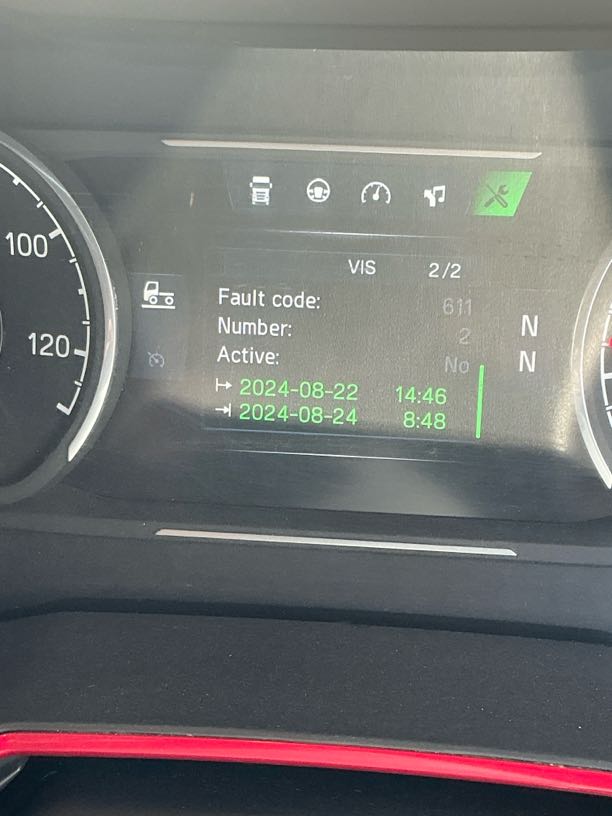 100
120
VIS 2/2
Fault code: 611
Number: 2
Active: No
2024-08-22 14:46
2024-08-24 8:48
N
N